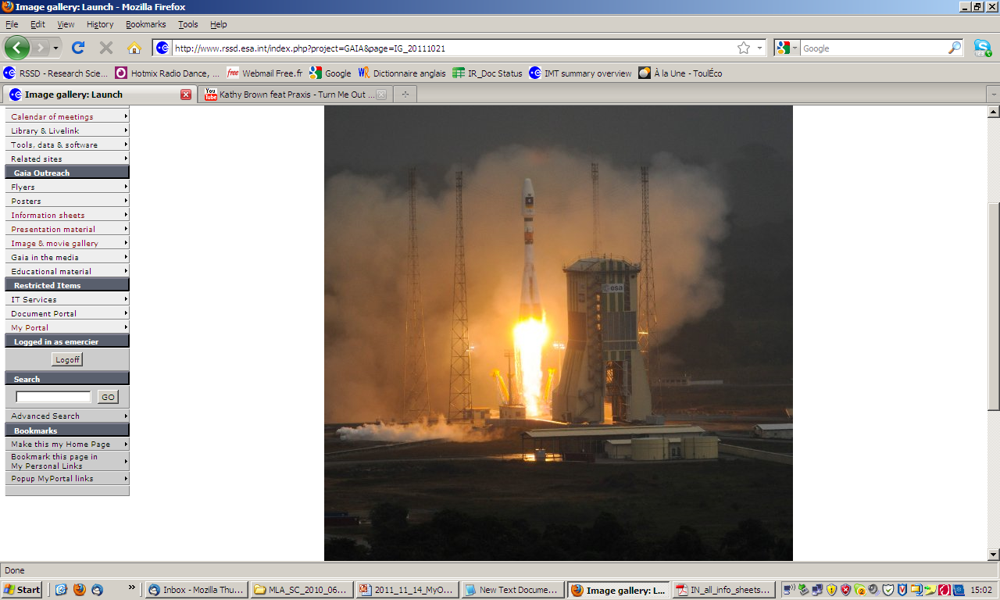 Image gallery: Launch - Mozilla Firefox
File Edit View History Bookmarks Tools Help
http://www.rssd.esa.int/index.php?project=GAIA&page=IG_20111021
Google
RSSD - Research Scie... Hotmix Radio Dance, ... free Webmail Free.fr Google Dictionnaire anglais IR_Doc Status IMT summary overview À la Une - ToulÉco
Image gallery: Launch You Tube Kathy Brown feat Praxis - Turn Me Out ...
Calendar of meetings
Library & Livelink
Tools, data & software
Related sites
Gaia Outreach
Flyers
Posters
Information sheets
Presentation material
Image & movie gallery
Gaia in the media
Educational material
Restricted Items
IT Services
Document Portal
My Portal
Logged in as emercier
Logoff
Search
GO
Advanced Search
Bookmarks
Make this my Home Page
Bookmark this page in
My Personal Links
Popup MyPortal links
esa
Done
Start Inbox - Mozilla Thu... MLA_SC_2010_06... 2011_11_14_MyO... New Text Docume... Image gallery: L... IN_all_info_sheets... 15:02